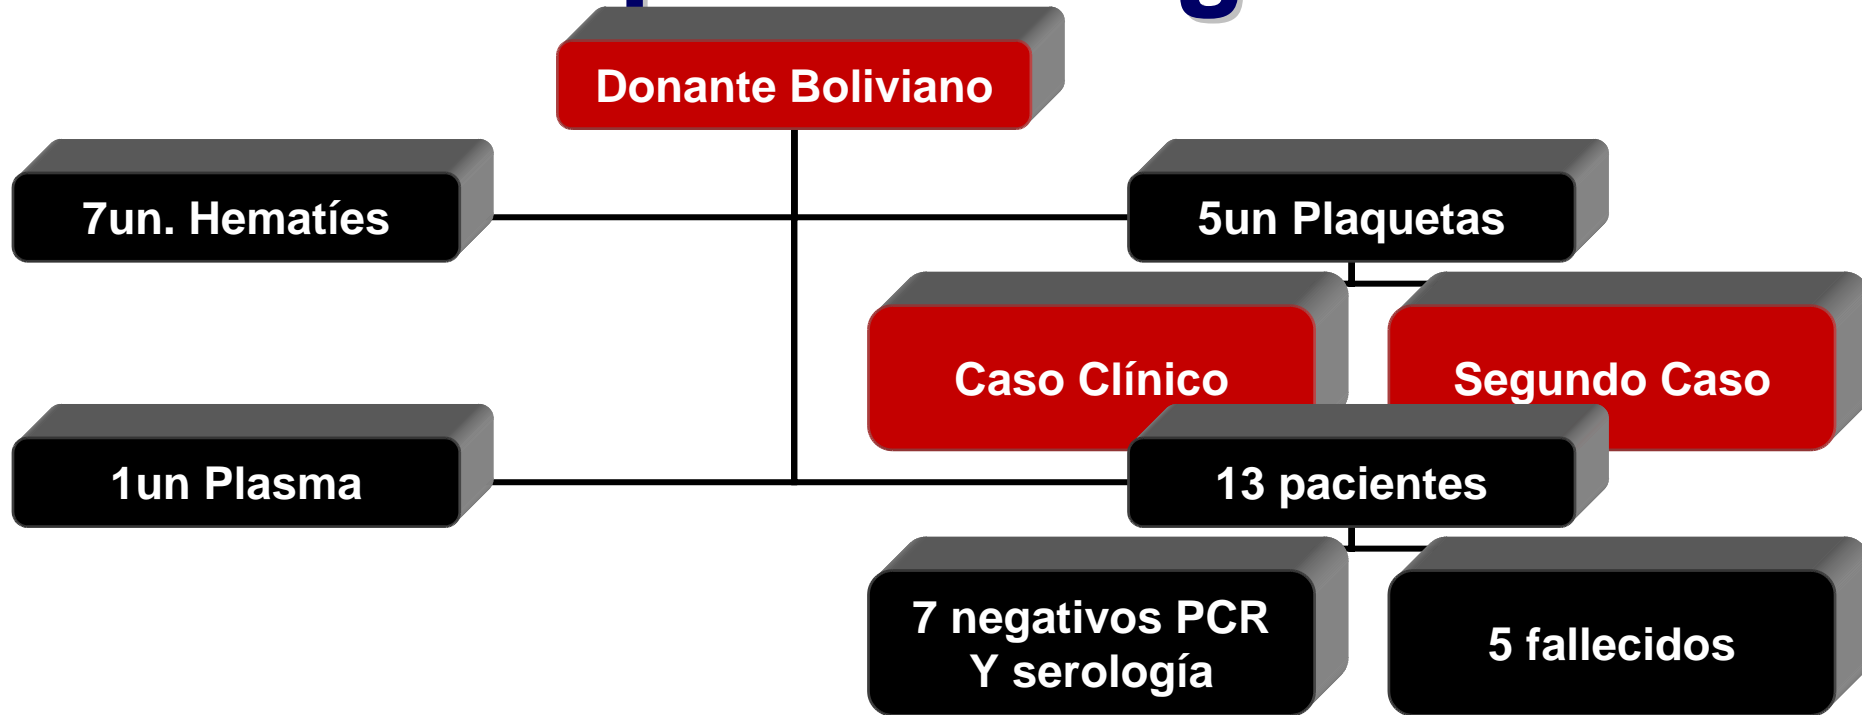 Donante Boliviano
7un. Hematíes
5un Plaquetas
Caso Clínico
Segundo Caso
1un Plasma
13 pacientes
7 negativos PCR
Y serología
5 fallecidos